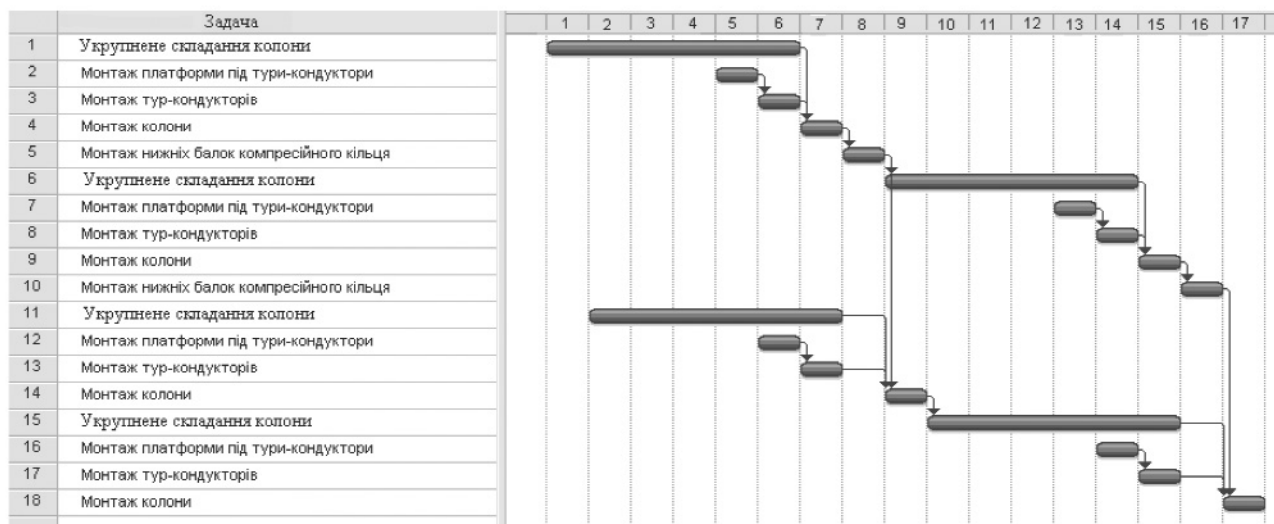 Задача 1 2 3 4 5 6 7 8 9 10 11 12 13 14 15 16 17
1 Укрупнене складання колони
2 Монтаж платформи під тури-кондуктори
3 Монтаж тур-кондукторів
4 Монтаж колони
5 Монтаж нижніх балок компресійного кільця
6 Укрупнене складання колони
7 Монтаж платформи під тури-кондуктори
8 Монтаж тур-кондукторів
9 Монтаж колони
10 Монтаж нижніх балок компресійного кільця
11 Укрупнене складання колони
12 Монтаж платформи під тури-кондуктори
13 Монтаж тур-кондукторів
14 Монтаж колони
15 Укрупнене складання колони
16 Монтаж платформи під тури-кондуктори
17 Монтаж тур-кондукторів
18 Монтаж колони